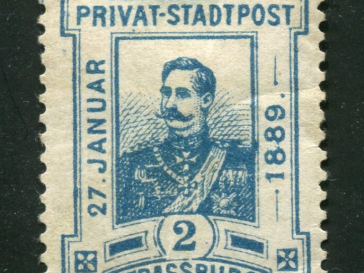 PRIVAT-STADTPOST
27. JANUAR
1889.
2